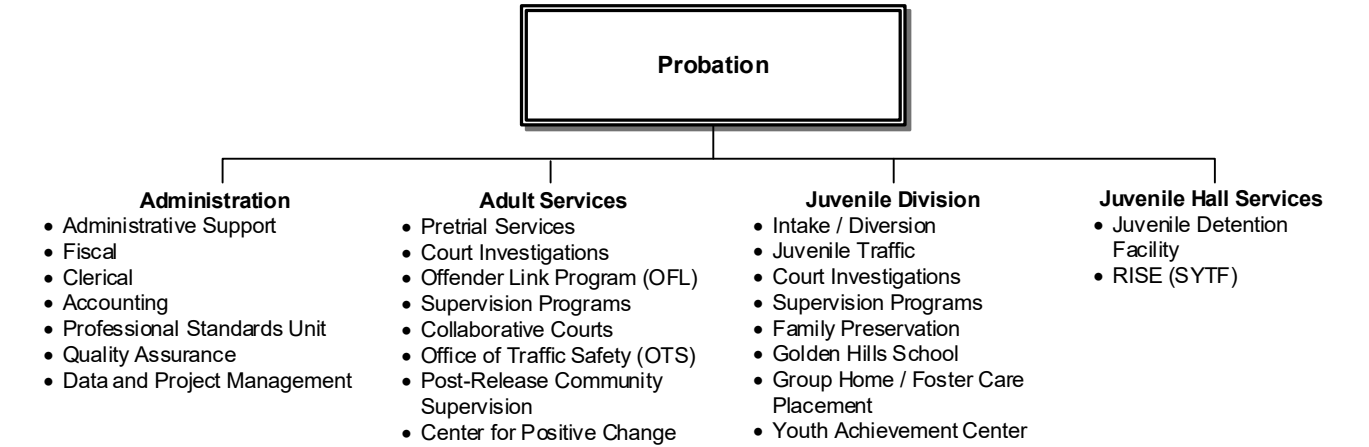 Probation
Administration
• Administrative Support
• Fiscal
• Clerical
• Accounting
• Professional Standards Unit
• Quality Assurance
• Data and Project Management
Adult Services
• Pretrial Services
• Court Investigations
• Offender Link Program (OFL)
• Supervision Programs
• Collaborative Courts
• Office of Traffic Safety (OTS)
• Post-Release Community
Supervision
• Center for Positive Change
Juvenile Division
• Intake / Diversion
• Juvenile Traffic
• Court Investigations
• Supervision Programs
• Family Preservation
• Golden Hills School
• Group Home / Foster Care
Placement
• Youth Achievement Center
Juvenile Hall Services
• Juvenile Detention
Facility
• RISE (SYTF)